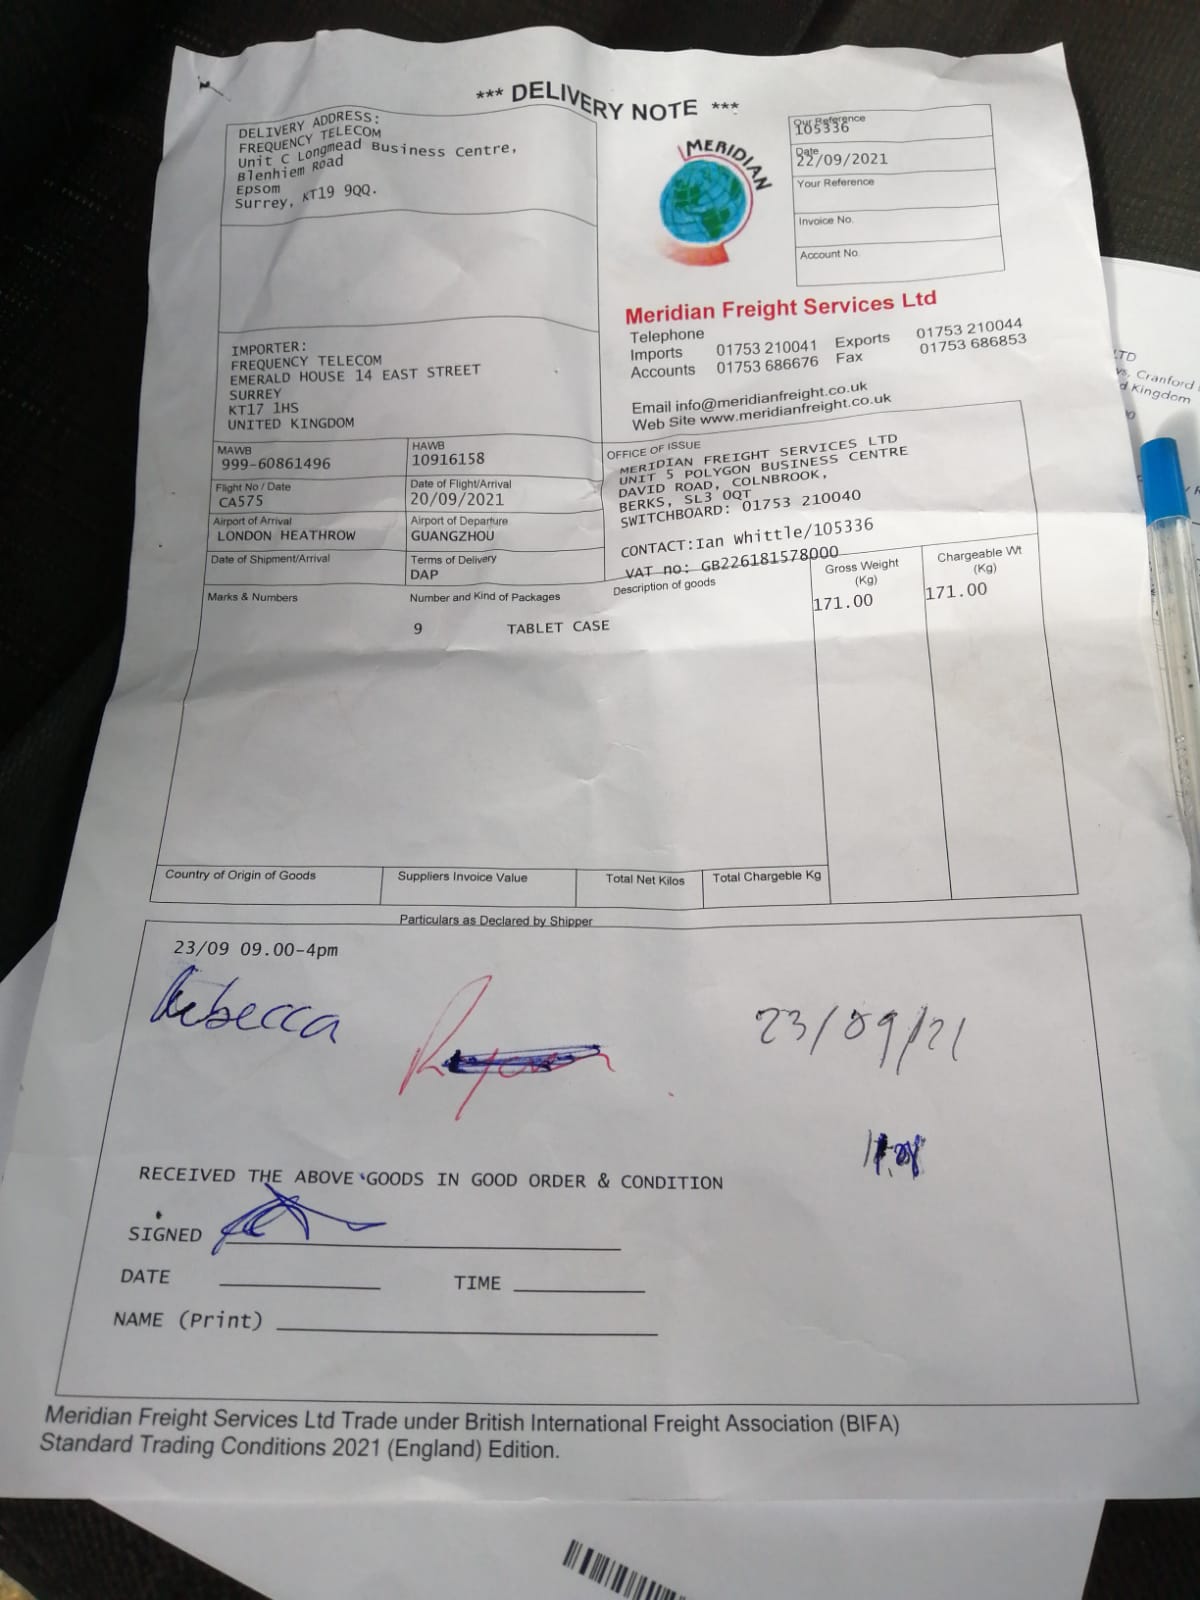 *** DELIVERY NOTE ***
DELIVERY ADDRESS:
FREQUENCY TELECOM
Unit C Longmead Business Centre,
Blenhiem Road
Epsom
Surrey, KT19 9QQ.
MERIDIAN
Our Reference
105336
Date
22/09/2021
Your Reference
Invoice No.
Account No.
Meridian Freight Services Ltd
Telephone
Imports 01753 210041 Exports 01753 210044
Accounts 01753 686676 Fax 01753 686853
Email info@meridianfreight.co.uk
Web Site www.meridianfreight.co.uk
IMPORTER:
FREQUENCY TELECOM
EMERALD HOUSE 14 EAST STREET
SURREY
KT17 1HS
UNITED KINGDOM
MAWB
999-60861496
HAWB
10916158
Flight No / Date
CA575
Date of Flight/Arrival
20/09/2021
Airport of Arrival
LONDON HEATHROW
Airport of Departure
GUANGZHOU
Date of Shipment/Arrival
Terms of Delivery
DAP
OFFICE OF ISSUE
MERIDIAN FREIGHT SERVICES LTD
UNIT 5 POLYGON BUSINESS CENTRE
DAVID ROAD, COLNBROOK,
BERKS, SL3 0QT
SWITCHBOARD: 01753 210040
CONTACT:Ian Whittle/105336
VAT no: GB226181578000
Marks & Numbers
Number and Kind of Packages
Description of goods
Gross Weight
(Kg)
Chargeable Wt
(Kg)
171.00
171.00
9 TABLET CASE
Country of Origin of Goods
Suppliers Invoice Value
Total Net Kilos
Total Chargeble Kg
Particulars as Declared by Shipper
23/09 09.00-4pm
Rebecca
23/09/21
RECEIVED THE ABOVE GOODS IN GOOD ORDER & CONDITION
SIGNED
DATE
TIME
NAME (Print)
Meridian Freight Services Ltd Trade under British International Freight Association (BIFA)
Standard Trading Conditions 2021 (England) Edition.
LTD
Cranford
Kingdom